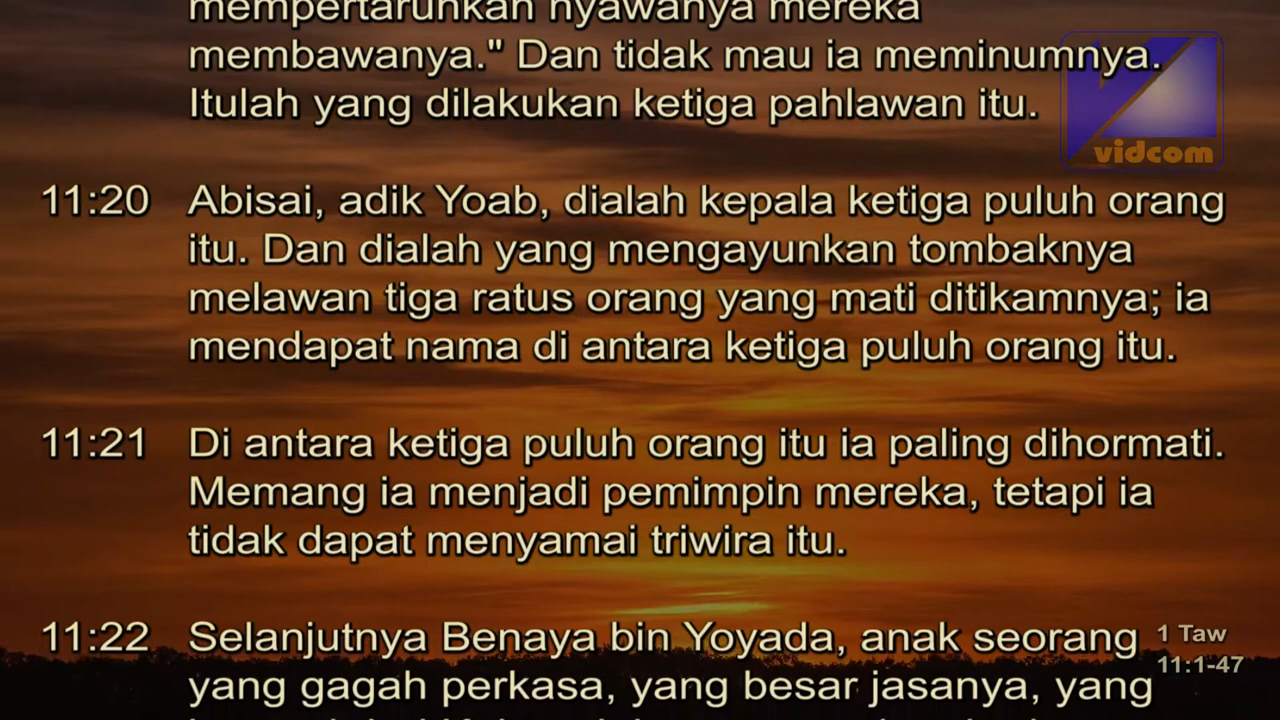 mempertaruhkan nyawanya mereka
membawanya." Dan tidak mau ia meminumnya.
Itulah yang dilakukan ketiga pahlawan itu.
vidcom
11:20 Abisai, adik Yoab, dialah kepala ketiga puluh orang
itu. Dan dialah yang mengayunkan tombaknya
melawan tiga ratus orang yang mati ditikamnya; ia
mendapat nama di antara ketiga puluh orang itu.
11:21 Di antara ketiga puluh orang itu ia paling dihormati.
Memang ia menjadi pemimpin mereka, tetapi ia
tidak dapat menyamai triwira itu.
11:22 Selanjutnya Benaya bin Yoyada, anak seorang
yang gagah perkasa, yang besar jasanya, yang
1 Taw
11:1-47